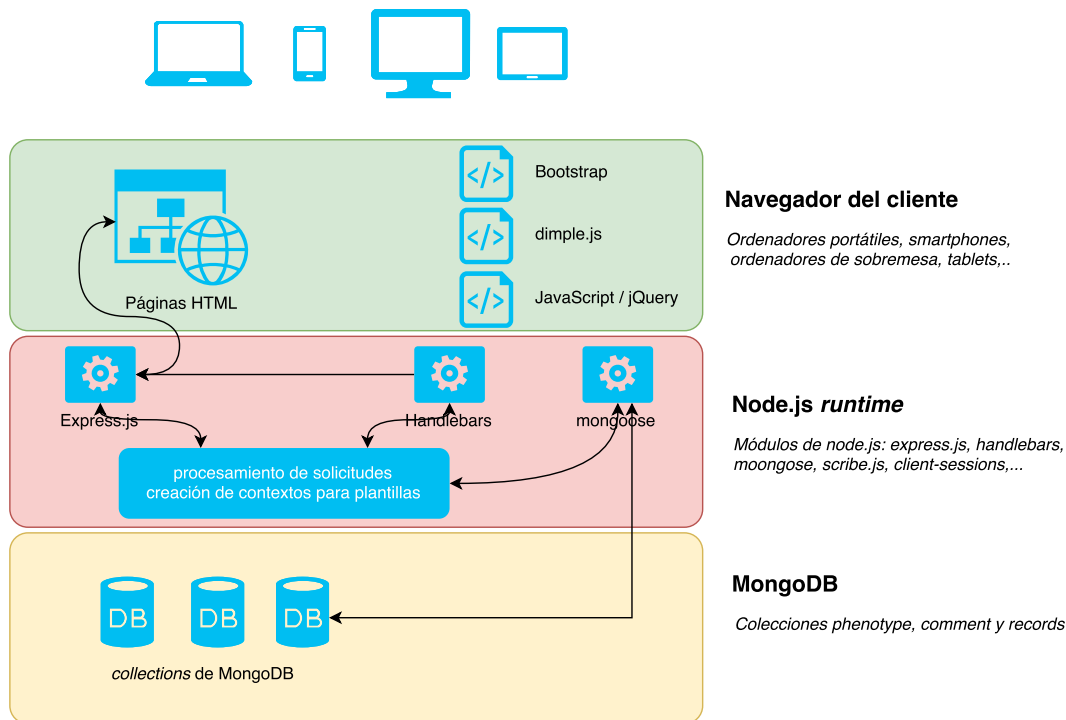 Bootstrap
dimple.js
JavaScript / jQuery
Páginas HTML
Navegador del cliente
Ordenadores portátiles, smartphones,
ordenadores de sobremesa, tablets,..
Express.js
Handlebars
mongoose
procesamiento de solicitudes
creación de contextos para plantillas
Node.js runtime
Módulos de node.js: express.js, handlebars,
moongose, scribe.js, client-sessions,...
DB
DB
DB
collections de MongoDB
MongoDB
Colecciones phenotype, comment y records